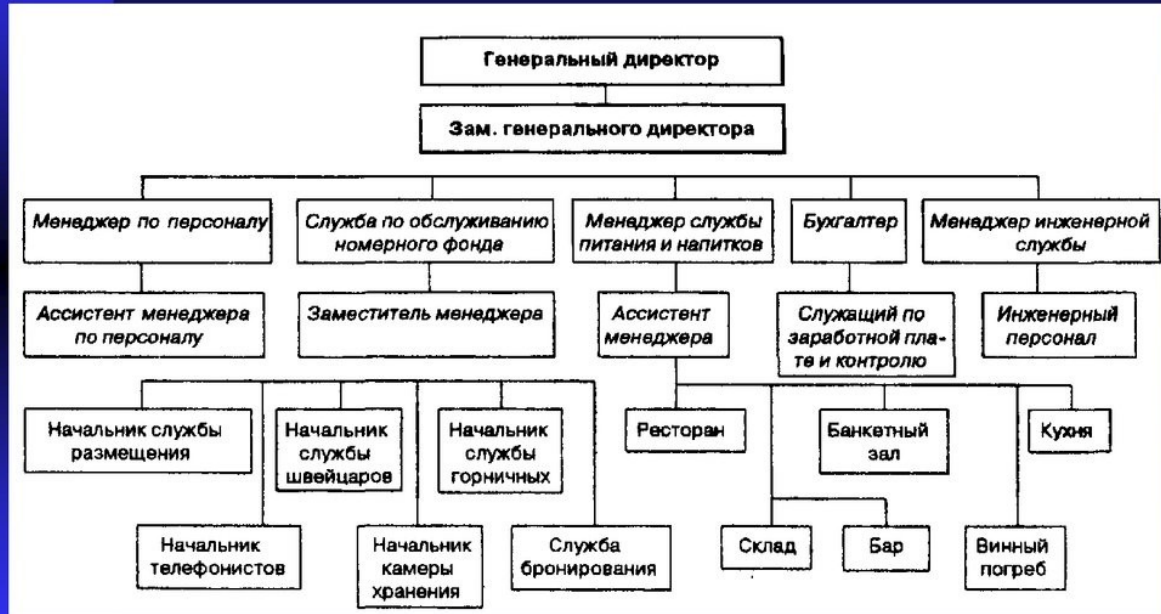 Генеральный директор
Зам. генерального директора
Менеджер по персоналу
Служба по обслуживанию
номерного фонда
Менеджер службы
питания и напитков
Бухгалтер
Менеджер инженерной
службы
Ассистент менеджера
по персоналу
Заместитель менеджера
Ассистент
менеджера
Служащий по
заработной пла-
те и контролю
Инженерный
персонал
Начальник службы
размещения
Начальник
службы
швейцаров
Начальник
службы
горничных
Ресторан
Банкетный
зал
Кухня
Начальник
телефонистов
Начальник
камеры
хранения
Служба
бронирования
Склад
Бар
Винный
погреб